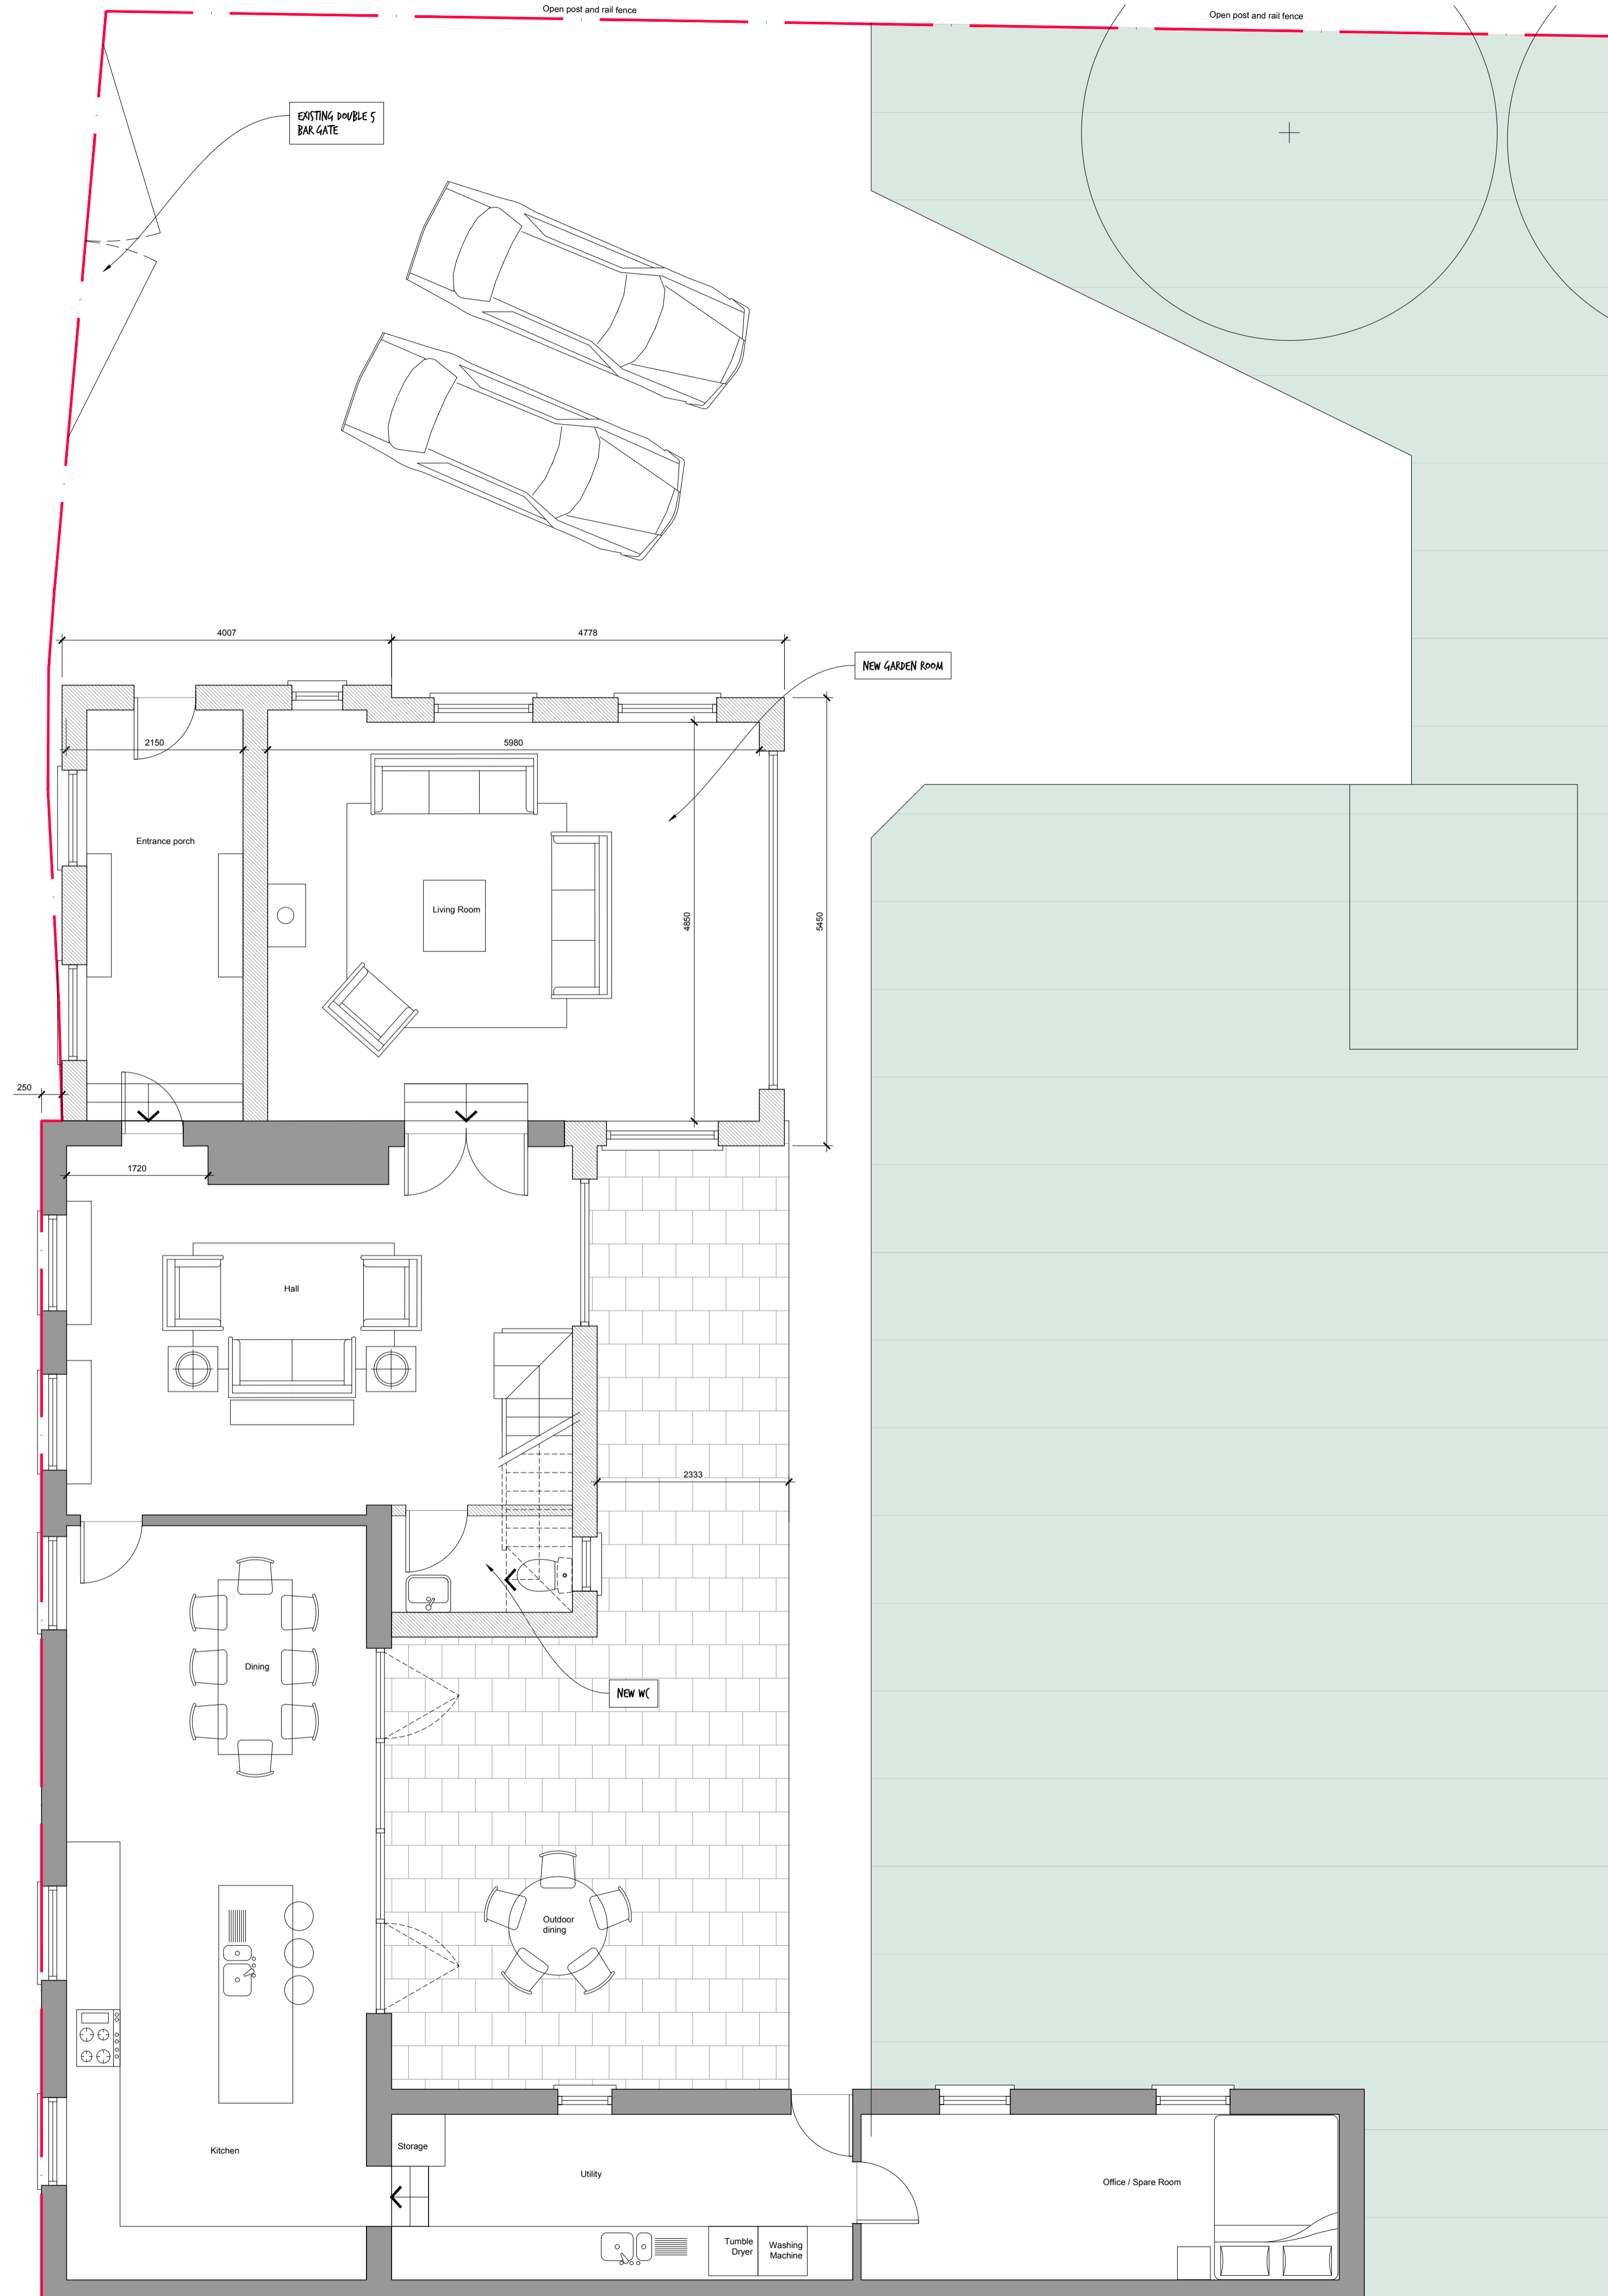 Open post and rail fence
Open post and rail fence
EXISTING DOUBLE 5
BAR GATE
4007
4778
NEW GARDEN ROOM
2150
5980
Entrance porch
Living Room
4850
5450
250
1720
Hall
2333
Dining
NEW WC
Outdoor
dining
Kitchen
Storage
Utility
Office / Spare Room
Tumble
Dryer
Washing
Machine